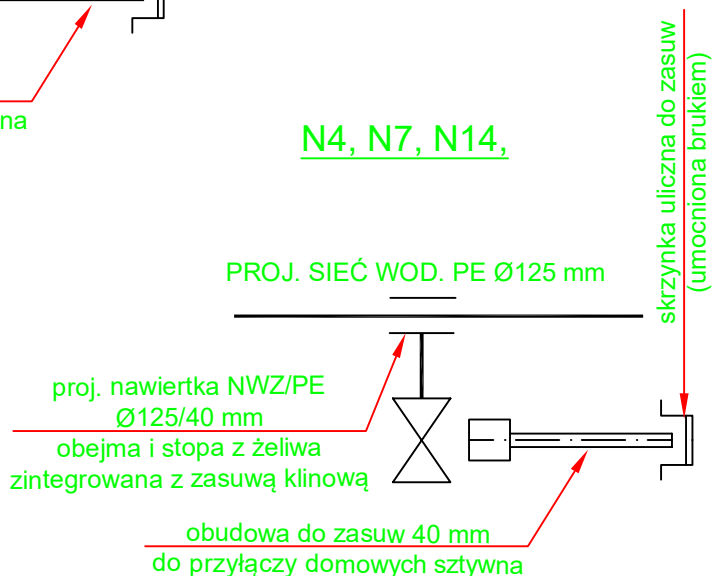 na
N4, N7, N14,
skrzynka uliczna do zasuw
(umocniona brukiem)
PROJ. SIEĆ WOD. PE Ø125 mm
proj. nawiertka NWZ/PE
Ø125/40 mm
obejma i stopa z żeliwa
zintegrowana z zasuwą klinową
obudowa do zasuw 40 mm
do przyłączy domowych sztywna